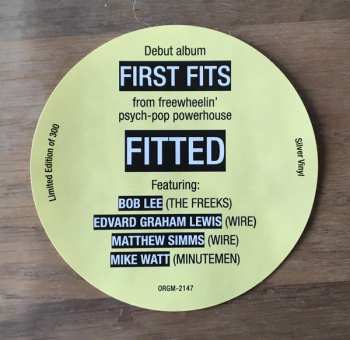 Debut album
FIRST FITS
from freewheelin'
psych-pop powerhouse
FITTED
Limited Edition of 300
Silver Vinyl
Featuring:
BOB LEE (THE FREEKS)
EDVARD GRAHAM LEWIS (WIRE)
MATTHEW SIMMS (WIRE)
MIKE WATT (MINUTEMEN)
ORGM-2147